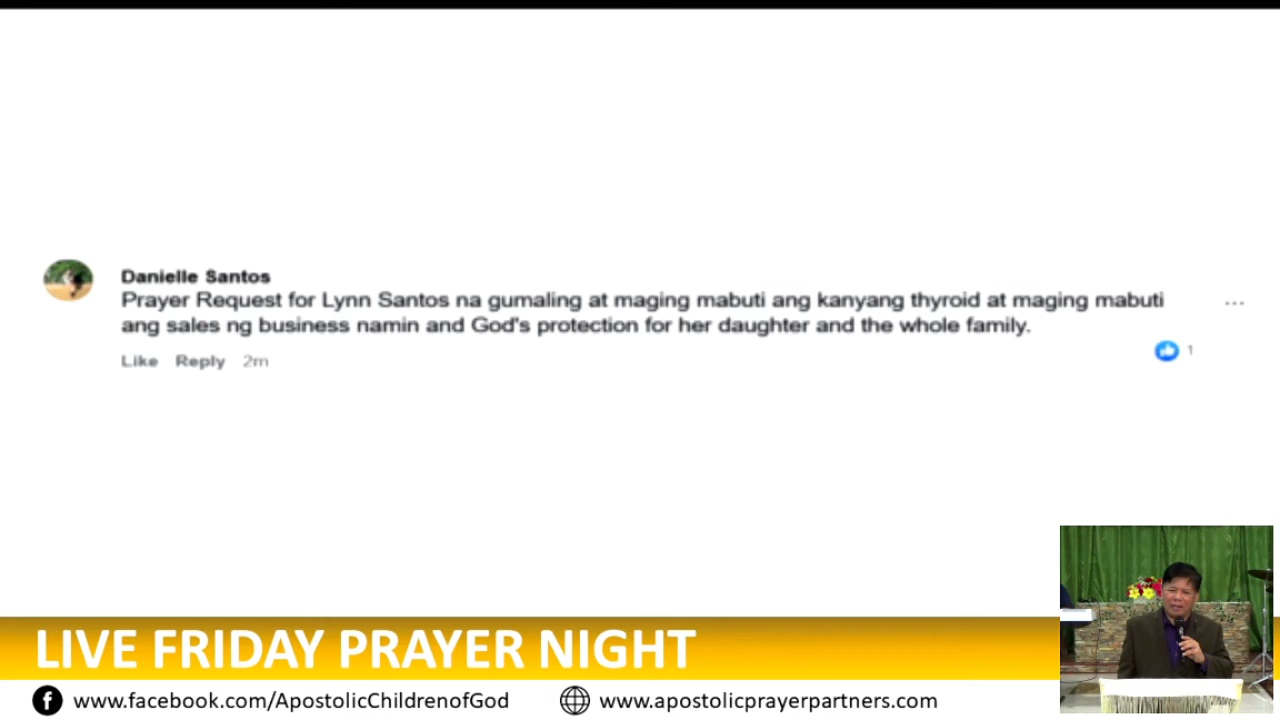 Danielle Santos
Prayer Request for Lynn Santos na gumaling at maging mabuti ang kanyang thyroid at maging mabuti
ang sales ng business namin and God's protection for her daughter and the whole family.
Like Reply 2m
1
LIVE FRIDAY PRAYER NIGHT
www.facebook.com/ApostolicChildrenofGod
www.apostolicprayerpartners.com